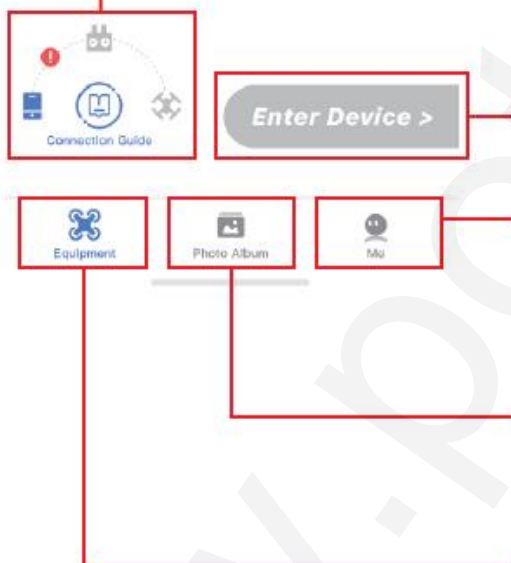 Connection Guide
Enter Device >
Equipment
Photo Album
Me